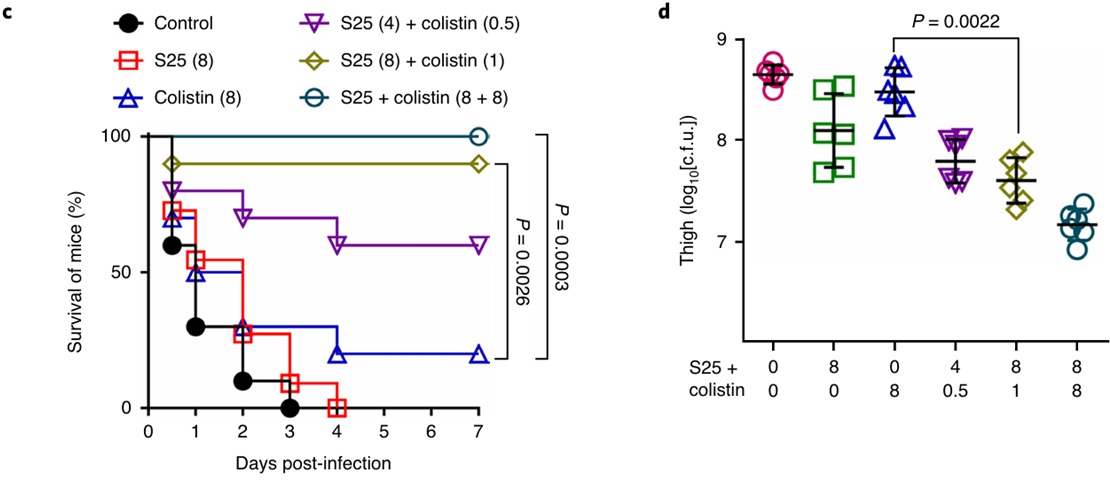 c
Control
S25 (8)
Colistin (8)
S25 (4) + colistin (0.5)
S25 (8) + colistin (1)
S25 + colistin (8 + 8)
Survival of mice (%)
100
50
0
0 1 2 3 4 5 6 7
Days post-infection
P = 0.0026
P = 0.0003
d
P = 0.0022
Thigh (log10[c.f.u.])
9
8
7
S25 + 0 8 0 4 8 8
colistin 0 0 8 0.5 1 8